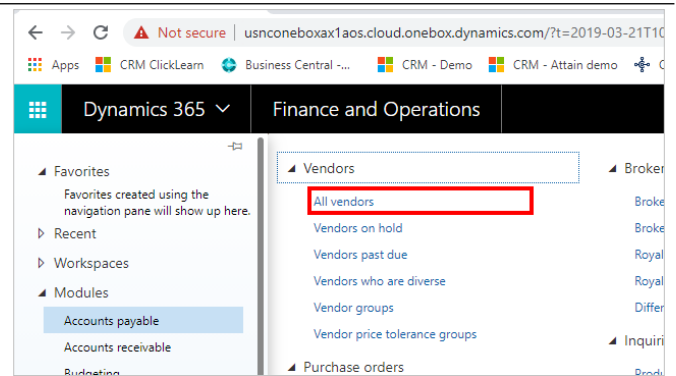 Not secure | usnconeboxax1aos.cloud.onebox.dynamics.com/?t=2019-03-21T10
Apps CRM ClickLearn Business Central -... CRM - Demo CRM - Attain demo
Dynamics 365 Finance and Operations
Favorites
Favorites created using the
navigation pane will show up here.
Recent
Workspaces
Modules
Accounts payable
Accounts receivable
Budgeting
Vendors
All vendors
Vendors on hold
Vendors past due
Vendors who are diverse
Vendor groups
Vendor price tolerance groups
Purchase orders
Broker
Broke
Broke
Royal
Royal
Differ
Inquiri
Produ